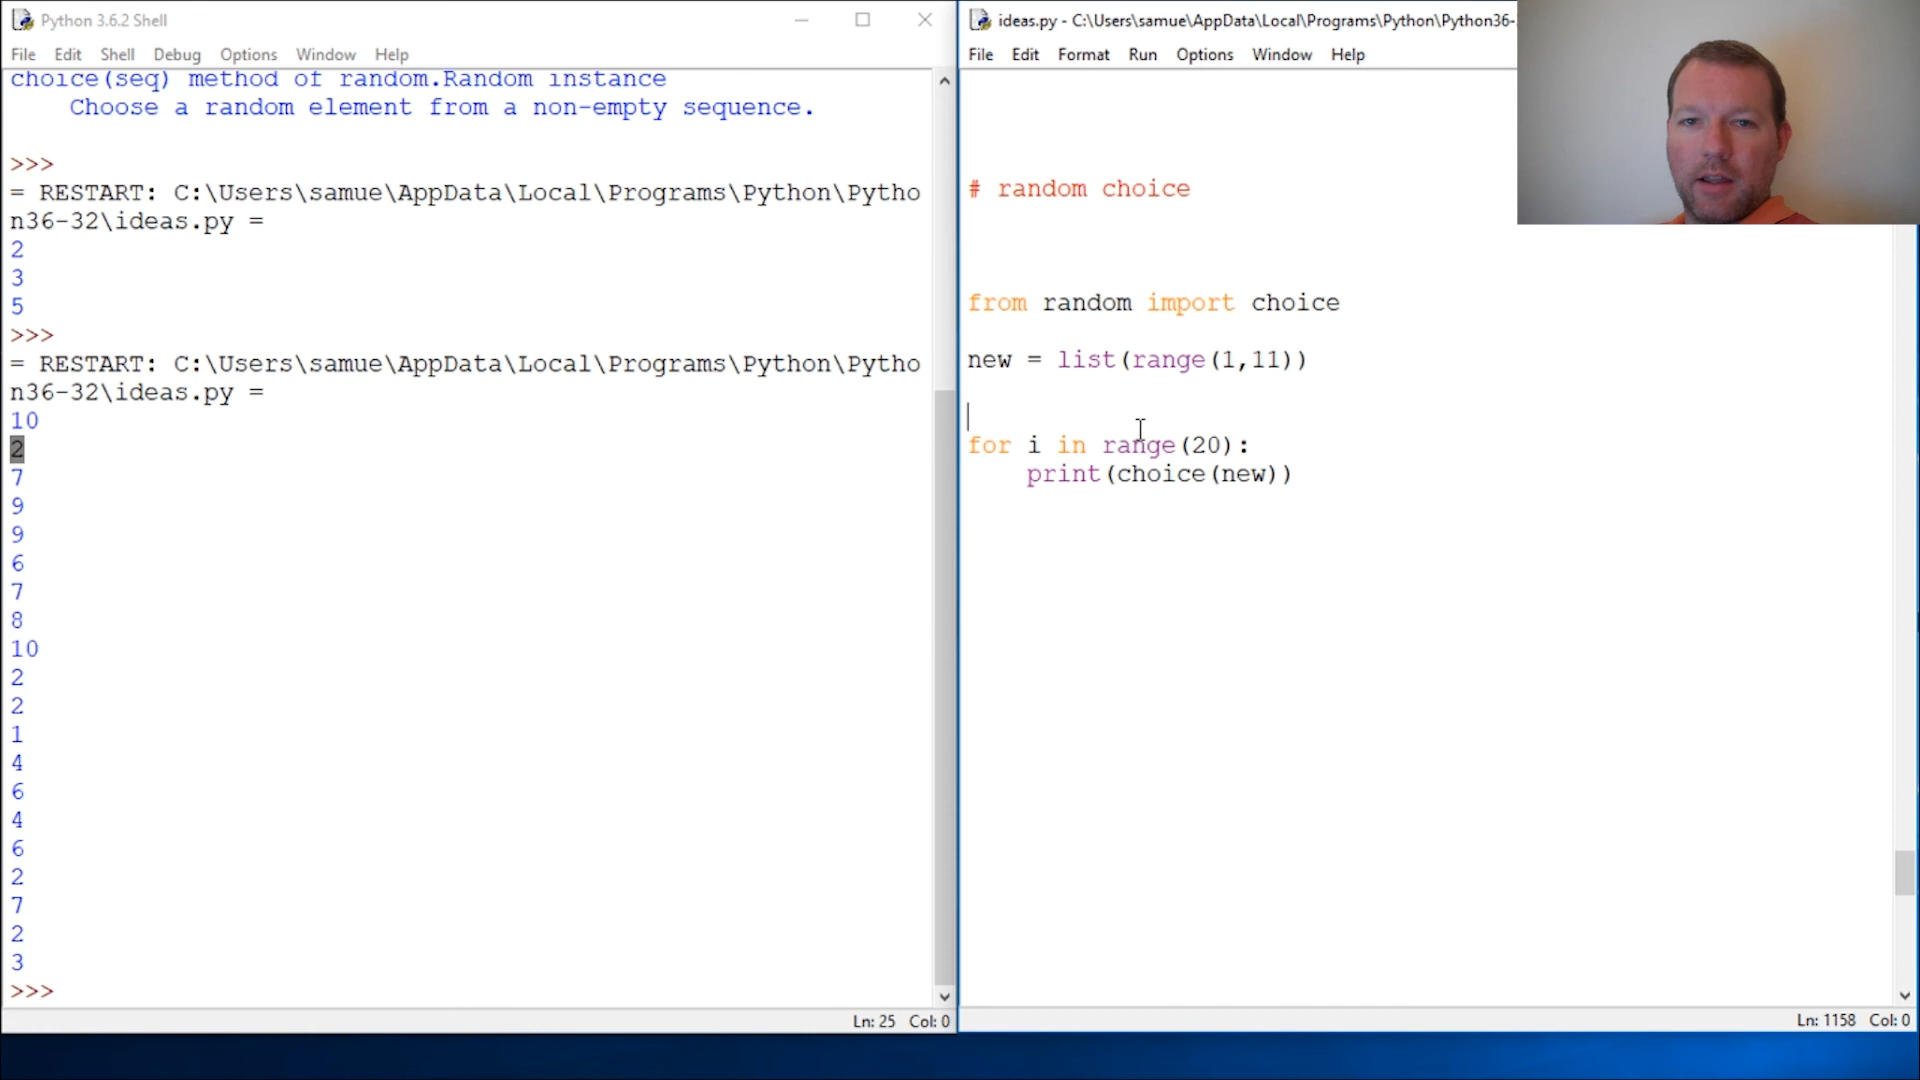 Python 3.6.2 Shell
File Edit Shell Debug Options Window Help
choice(seq) method of random.Random instance
    Choose a random element from a non-empty sequence.
>>>
= RESTART: C:\Users\samue\AppData\Local\Programs\Python\Pytho
n36-32\ideas.py =
2
3
5
>>>
= RESTART: C:\Users\samue\AppData\Local\Programs\Python\Pytho
n36-32\ideas.py =
10
2
7
9
9
6
7
8
10
2
2
1
4
6
4
6
2
7
2
3
>>>
Ln: 25 Col: 0
ideas.py - C:\Users\samue\AppData\Local\Programs\Python\Python36-
File Edit Format Run Options Window Help
# random choice
from random import choice
new = list(range(1,11))
for i in range(20):
    print(choice(new))
Ln: 1158 Col: 0